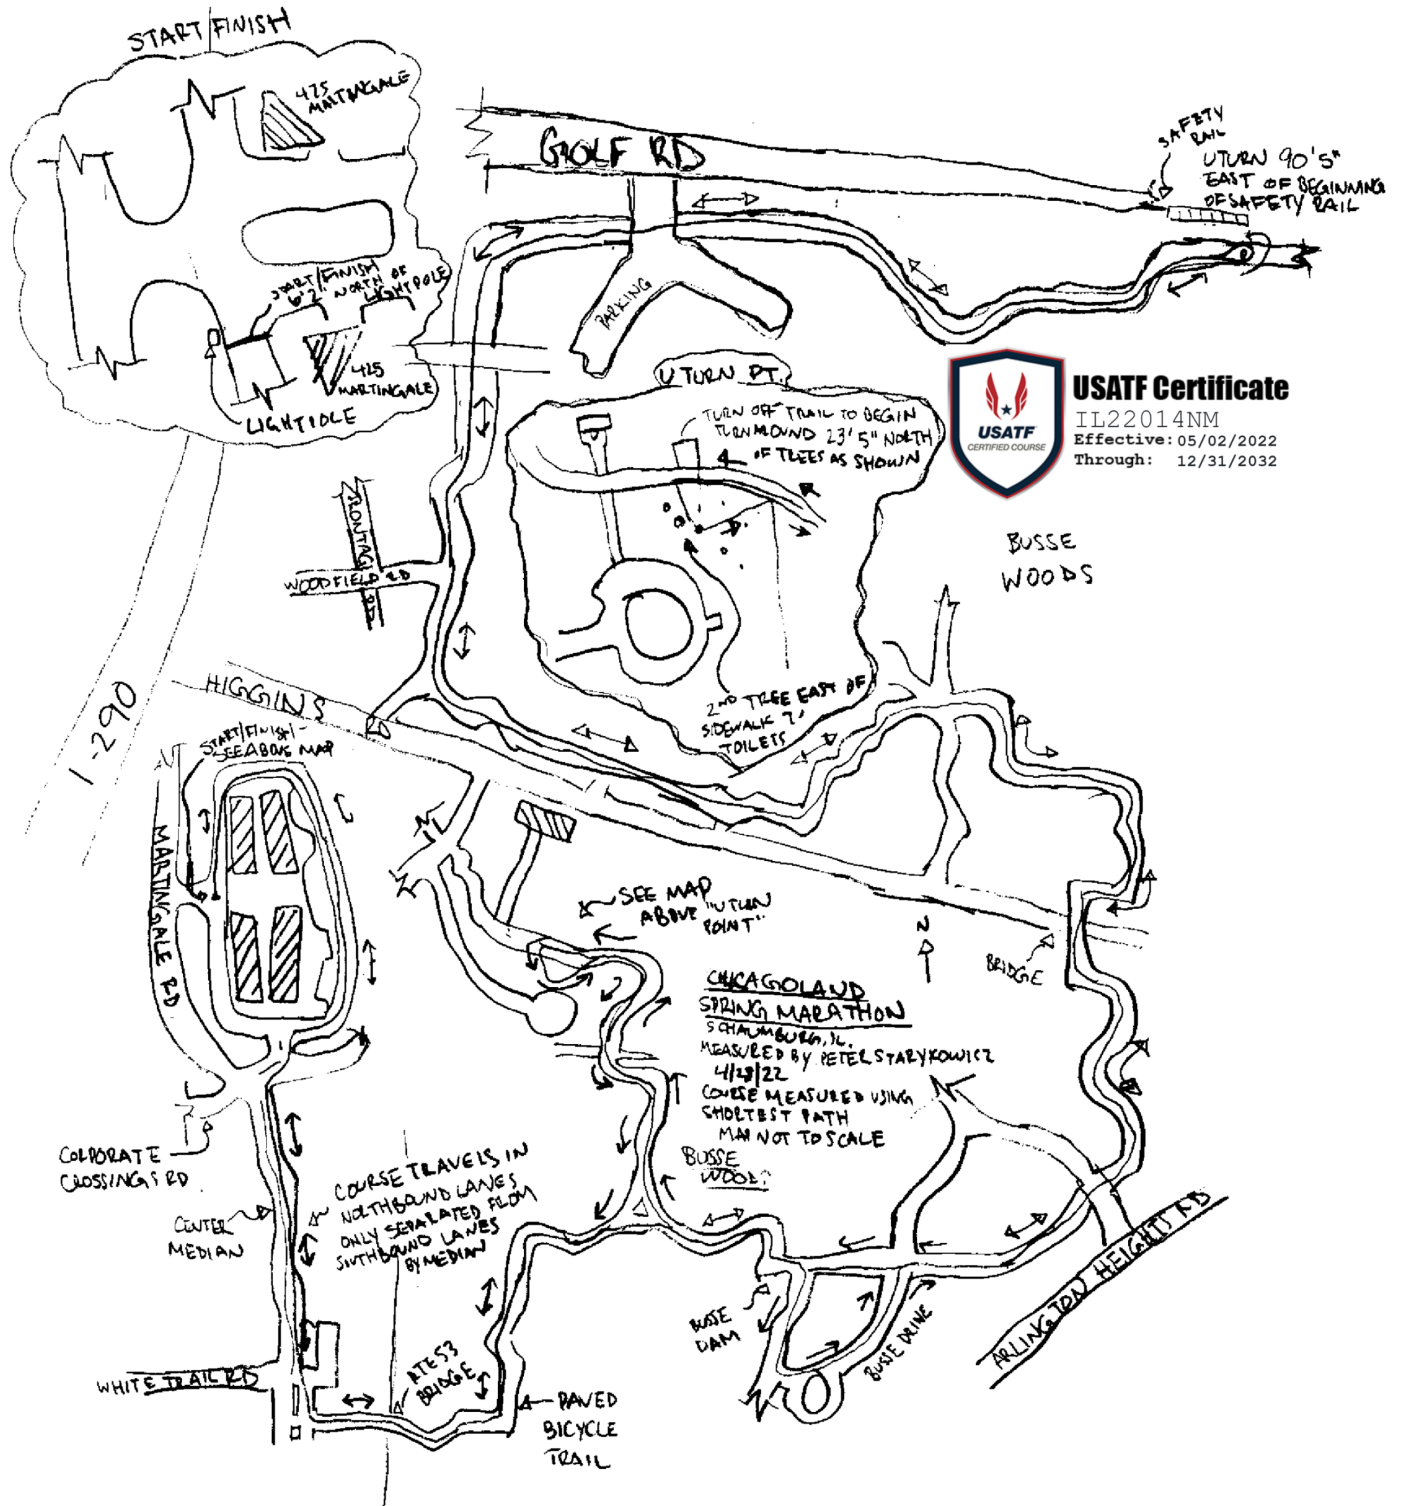 START/FINISH
475
MARTINGALE
START/FINISH
6'2" NORTH OF
LIGHTPOLE
425
MARTINGALE
LIGHTPOLE
GOLF RD
SAFETY
RAIL
UTURN 90'5"
EAST OF BEGINNING
OF SAFETY RAIL
PARKING
U TURN PT.
TURN OFF TRAIL TO BEGIN
TURNAROUND 23'5" NORTH
OF TREES AS SHOWN
2ND TREE EAST OF
SIDEWALK
TOILETS
USATF
CERTIFIED COURSE
USATF Certificate
IL22014NM
Effective: 05/02/2022
Through: 12/31/2032
BUSSE
WOODS
FRONTAGE RD
WOODFIELD RD
I-290
HIGGINS
RD
START/FINISH-
SEE ABOVE MAP
MARTINGALE RD
SEE MAP
ABOVE "UTURN
POINT"
N
BRIDGE
CHICAGOLAND
SPRING MARATHON
SCHAUMBURG, IL.
MEASURED BY PETER STARYKOWICZ
4/28/22
COURSE MEASURED USING
SHORTEST PATH
MAP NOT TO SCALE
BUSSE
WOODS
CORPORATE
CROSSINGS RD
CENTER
MEDIAN
COURSE TRAVELS IN
NORTHBOUND LANES
ONLY SEPARATED FROM
SOUTHBOUND LANES
BY MEDIAN
WHITE TRAIL RD
RTE 53
BRIDGE
PAVED
BICYCLE
TRAIL
BUSSE
DAM
BUSSE DRIVE
ARLINGTON HEIGHTS RD